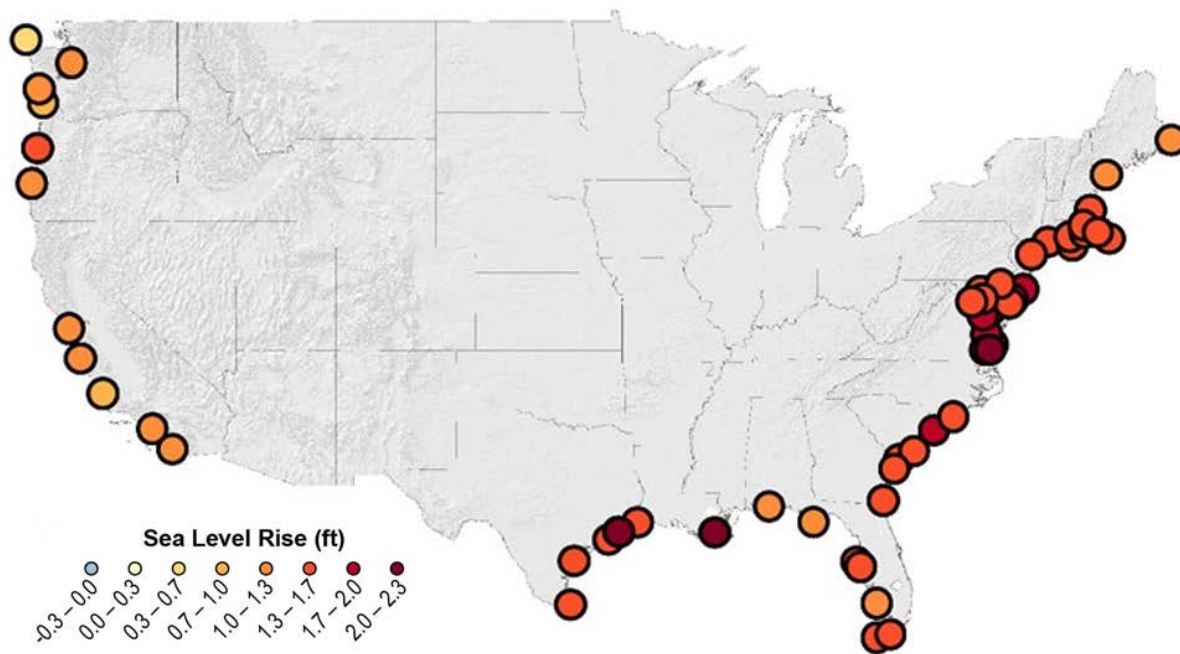 Sea Level Rise (ft)
-0.3 – 0.0
0.0 – 0.3
0.3 – 0.7
0.7 – 1.0
1.0 – 1.3
1.3 – 1.7
1.7 – 2.0
2.0 – 2.3